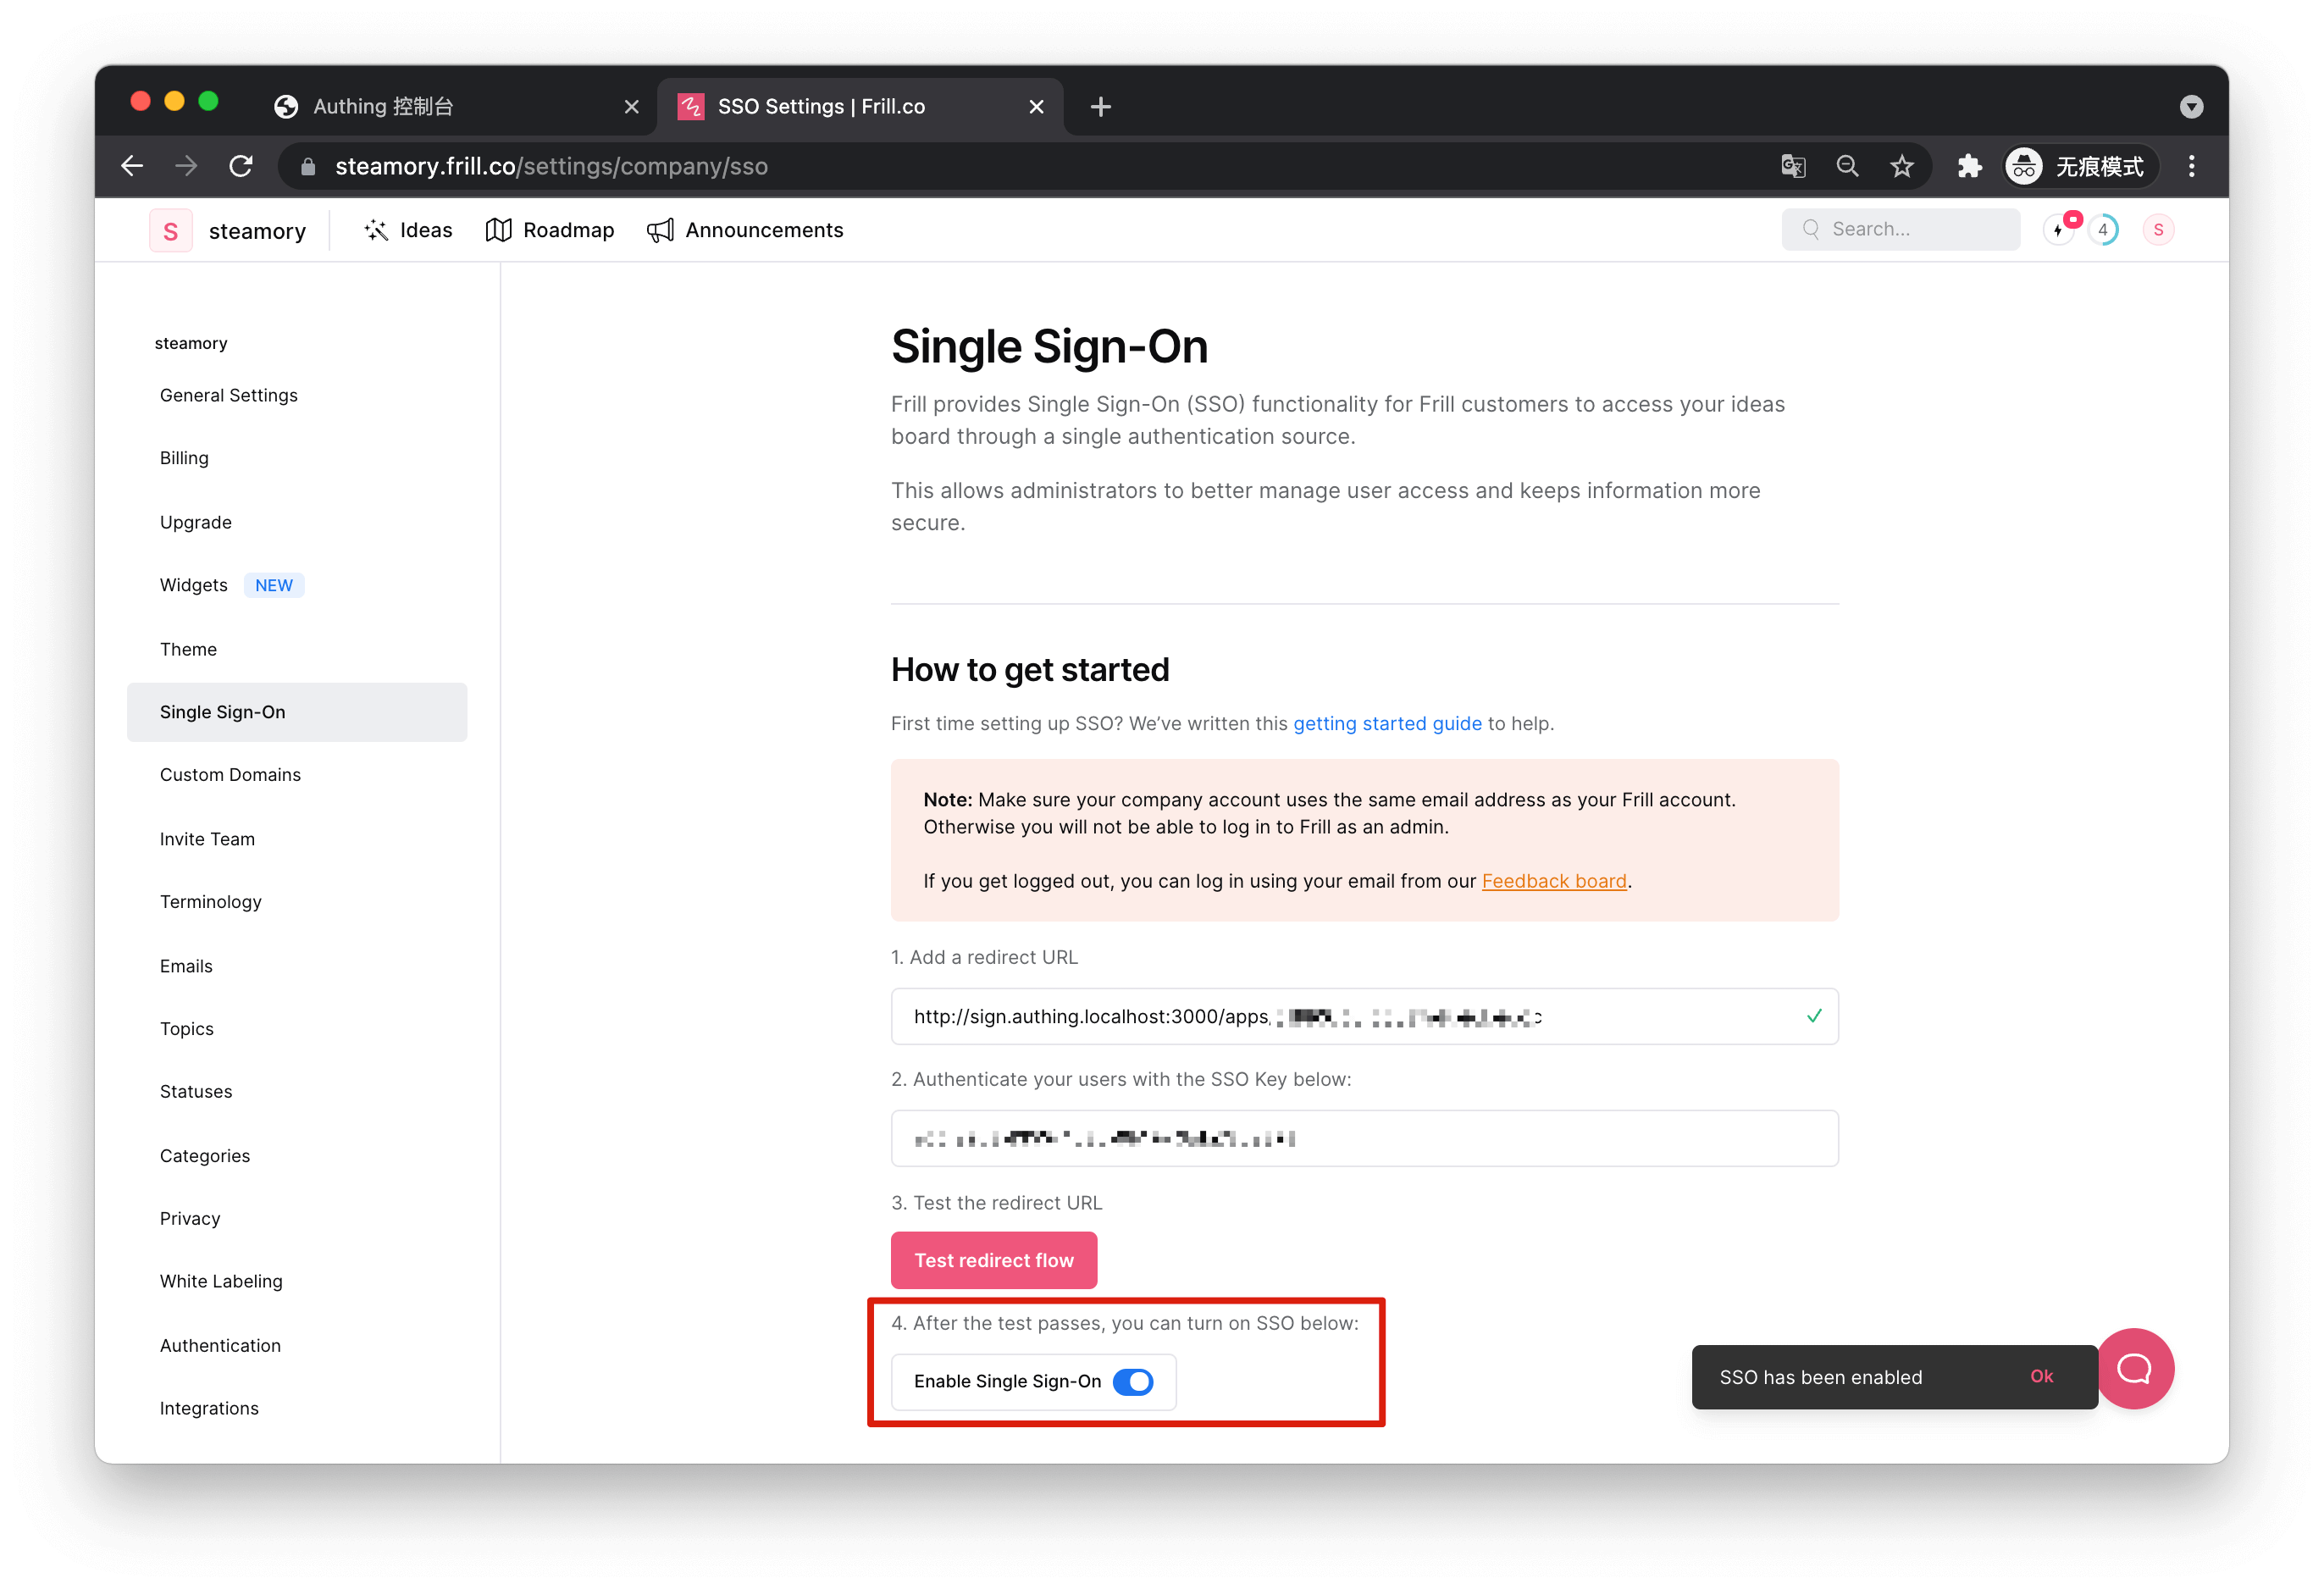 Authing 控制台
SSO Settings | Frill.co
steamory.frill.co/settings/company/sso
无痕模式
S steamory
Ideas
Roadmap
Announcements
Search...
4
S
steamory
General Settings
Billing
Upgrade
Widgets NEW
Theme
Single Sign-On
Custom Domains
Invite Team
Terminology
Emails
Topics
Statuses
Categories
Privacy
White Labeling
Authentication
Integrations
Single Sign-On
Frill provides Single Sign-On (SSO) functionality for Frill customers to access your ideas
board through a single authentication source.
This allows administrators to better manage user access and keeps information more
secure.
How to get started
First time setting up SSO? We’ve written this getting started guide to help.
Note: Make sure your company account uses the same email address as your Frill account.
Otherwise you will not be able to log in to Frill as an admin.
If you get logged out, you can log in using your email from our Feedback board.
1. Add a redirect URL
http://sign.authing.localhost:3000/apps
2. Authenticate your users with the SSO Key below:
3. Test the redirect URL
Test redirect flow
4. After the test passes, you can turn on SSO below:
Enable Single Sign-On
SSO has been enabled
Ok